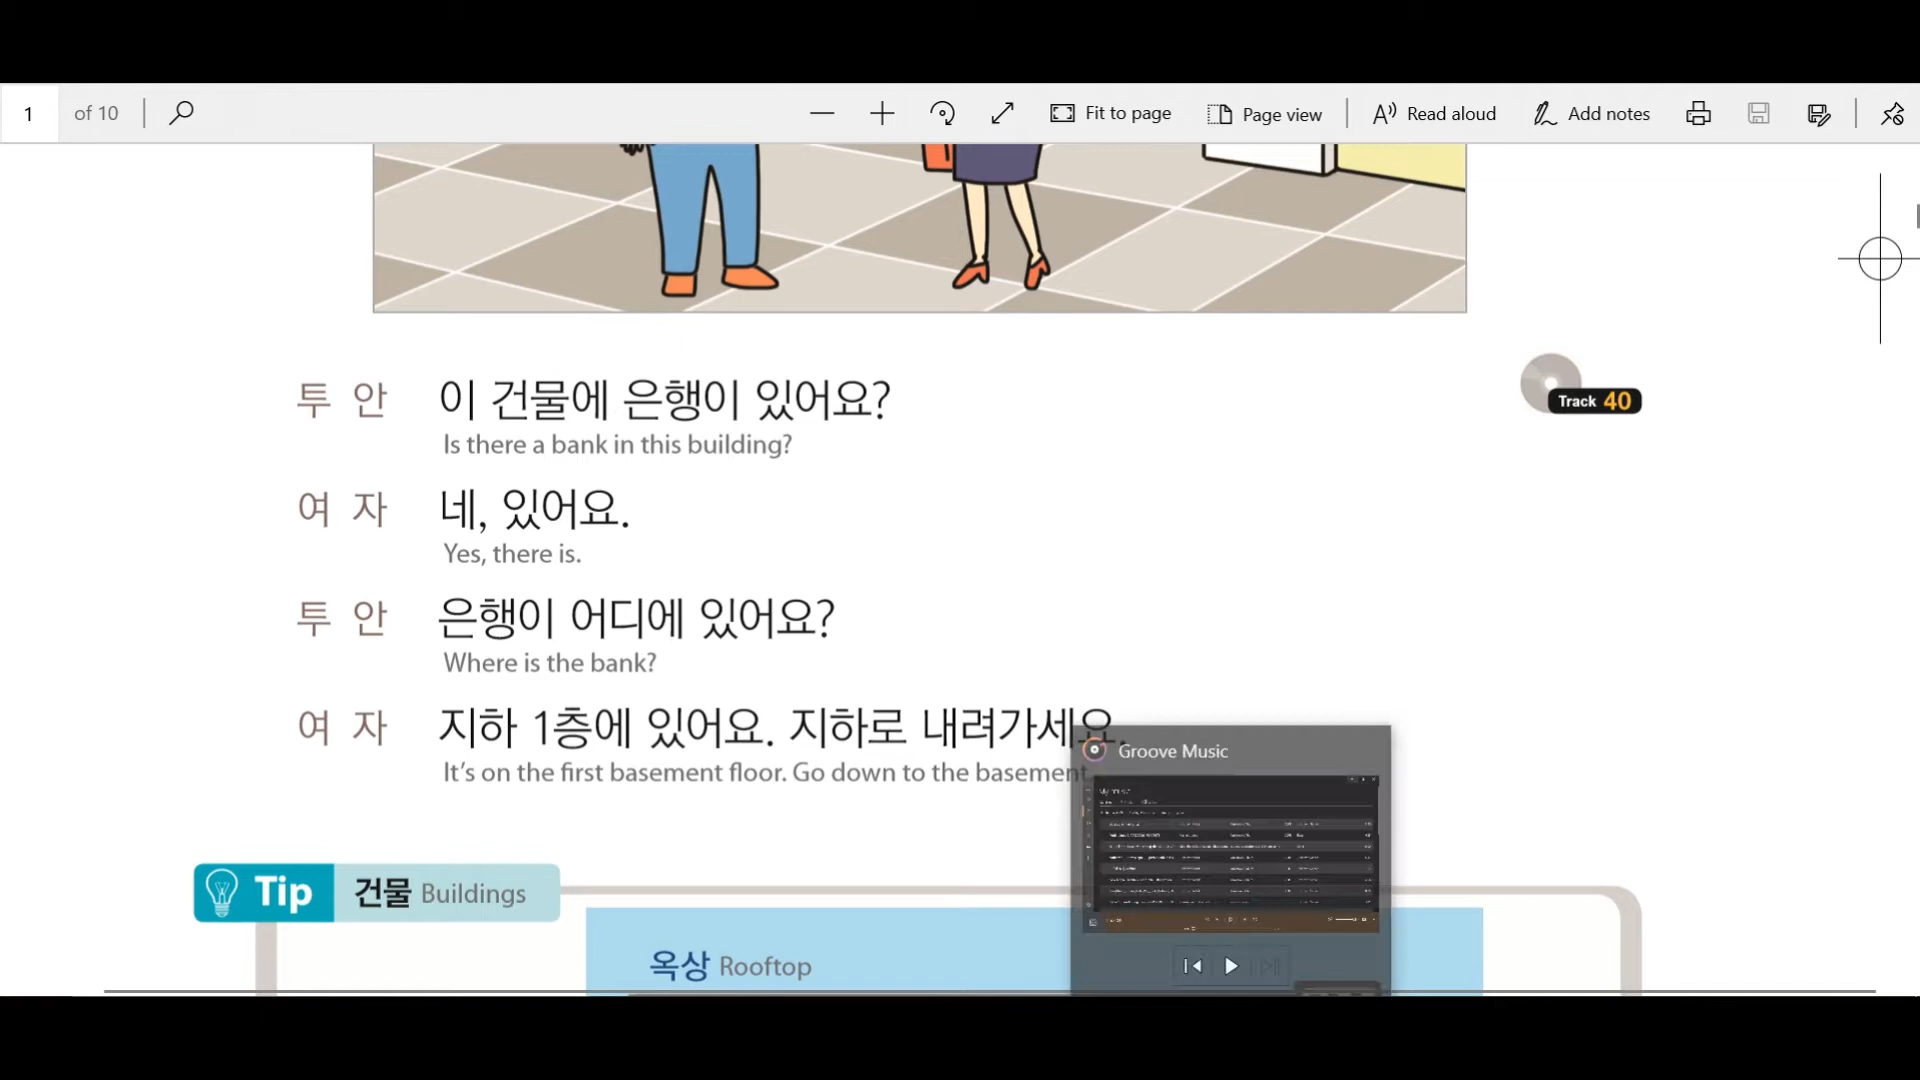 1 of 10 Fit to page Page view Read aloud Add notes
투 안 이 건물에 은행이 있어요?
Is there a bank in this building?
Track 40
여 자 네, 있어요.
Yes, there is.
투 안 은행이 어디에 있어요?
Where is the bank?
여 자 지하 1층에 있어요. 지하로 내려가세요.
It's on the first basement floor. Go down to the basement
Groove Music
My music
Tip 건물 Buildings
옥상 Rooftop